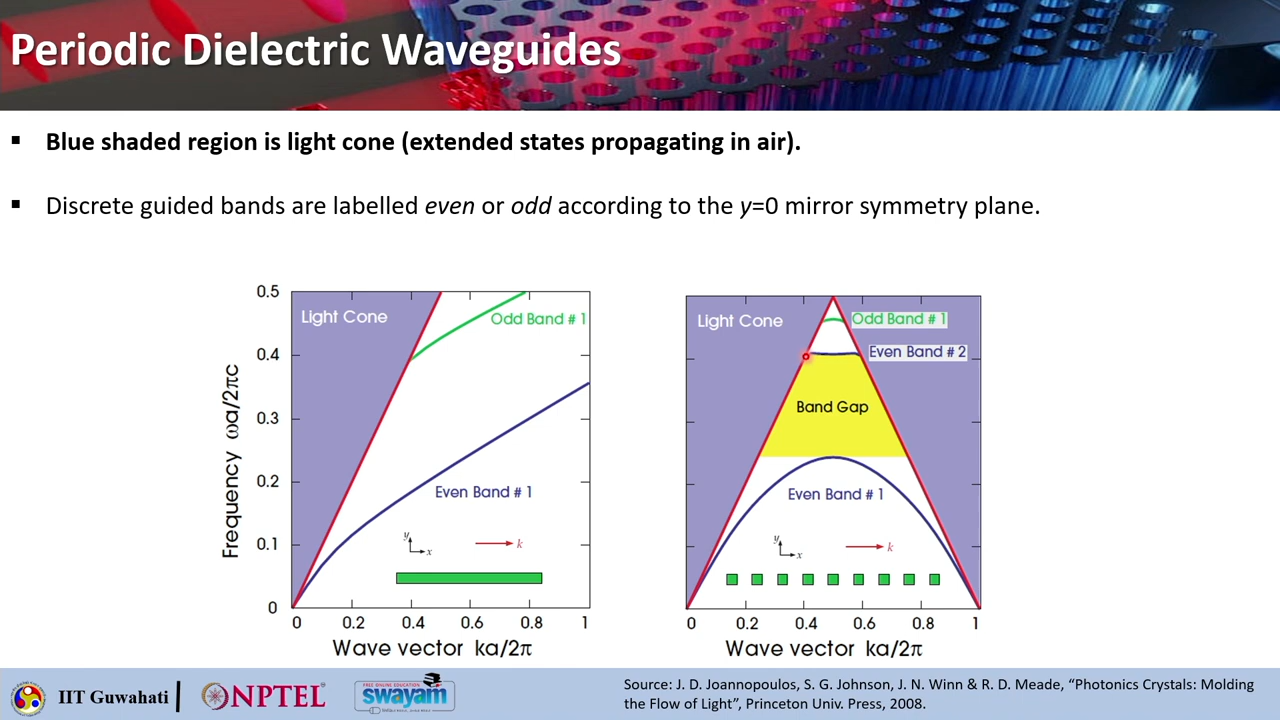 Periodic Dielectric Waveguides
▪ Blue shaded region is light cone (extended states propagating in air).
▪ Discrete guided bands are labelled even or odd according to the y=0 mirror symmetry plane.
Frequency ωa/2πc
0.5
0.4
0.3
0.2
0.1
0
Light Cone
Odd Band # 1
Even Band # 1
y
x
k
0 0.2 0.4 0.6 0.8 1
Wave vector ka/2π
Light Cone
Odd Band # 1
Even Band # 2
Band Gap
Even Band # 1
y
x
k
0 0.2 0.4 0.6 0.8 1
Wave vector ka/2π
IIT Guwahati
NPTEL
FREE ONLINE EDUCATION
swayam
Source: J. D. Joannopoulos, S. G. Johnson, J. N. Winn & R. D. Meade, “Photonics Crystals: Molding
the Flow of Light”, Princeton Univ. Press, 2008.